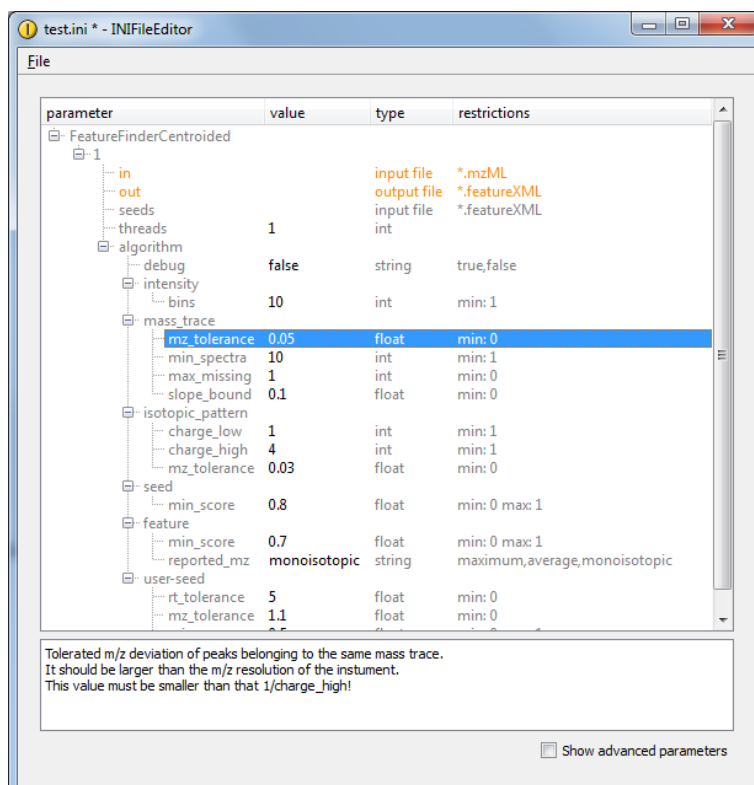 test.ini * - INIFileEditor
File
parameter value type restrictions
FeatureFinderCentroided
1
in input file *.mzML
out output file *.featureXML
seeds input file *.featureXML
threads 1 int
algorithm
debug false string true,false
intensity
bins 10 int min: 1
mass_trace
mz_tolerance 0.05 float min: 0
min_spectra 10 int min: 1
max_missing 1 int min: 0
slope_bound 0.1 float min: 0
isotopic_pattern
charge_low 1 int min: 1
charge_high 4 int min: 1
mz_tolerance 0.03 float min: 0
seed
min_score 0.8 float min: 0 max: 1
feature
min_score 0.7 float min: 0 max: 1
reported_mz monoisotopic string maximum,average,monoisotopic
user-seed
rt_tolerance 5 float min: 0
mz_tolerance 1.1 float min: 0
Tolerated m/z deviation of peaks belonging to the same mass trace.
It should be larger than the m/z resolution of the instument.
This value must be smaller than that 1/charge_high!
Show advanced parameters